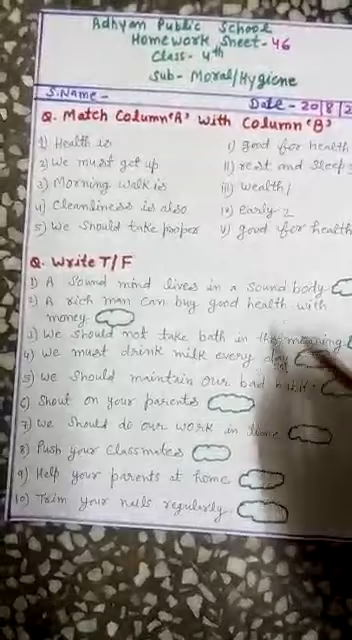 Adhyan Public School
Homework Sheet-46
Class- 4th
Sub- Moral/Hygiene
S.Name -
Date - 20/8/2
Q. Match Column 'A' with Column 'B'
1) Health is i) good for health
2) We must get up ii) rest and sleep
3) Morning walk is iii) wealth 1
4) Cleanliness is also iv) early 2
5) We should take proper v) good for health
Q. Write T/F
1) A sound mind lives in a sound body
2) A rich man can buy good health with
money
3) We should not take bath in the morning
4) We must drink milk every day
5) We should maintain our bad habits
6) Shout on your parents
7) We should do our work in time
8) Push your classmates
9) Help your parents at home
10) Trim your nails regularly